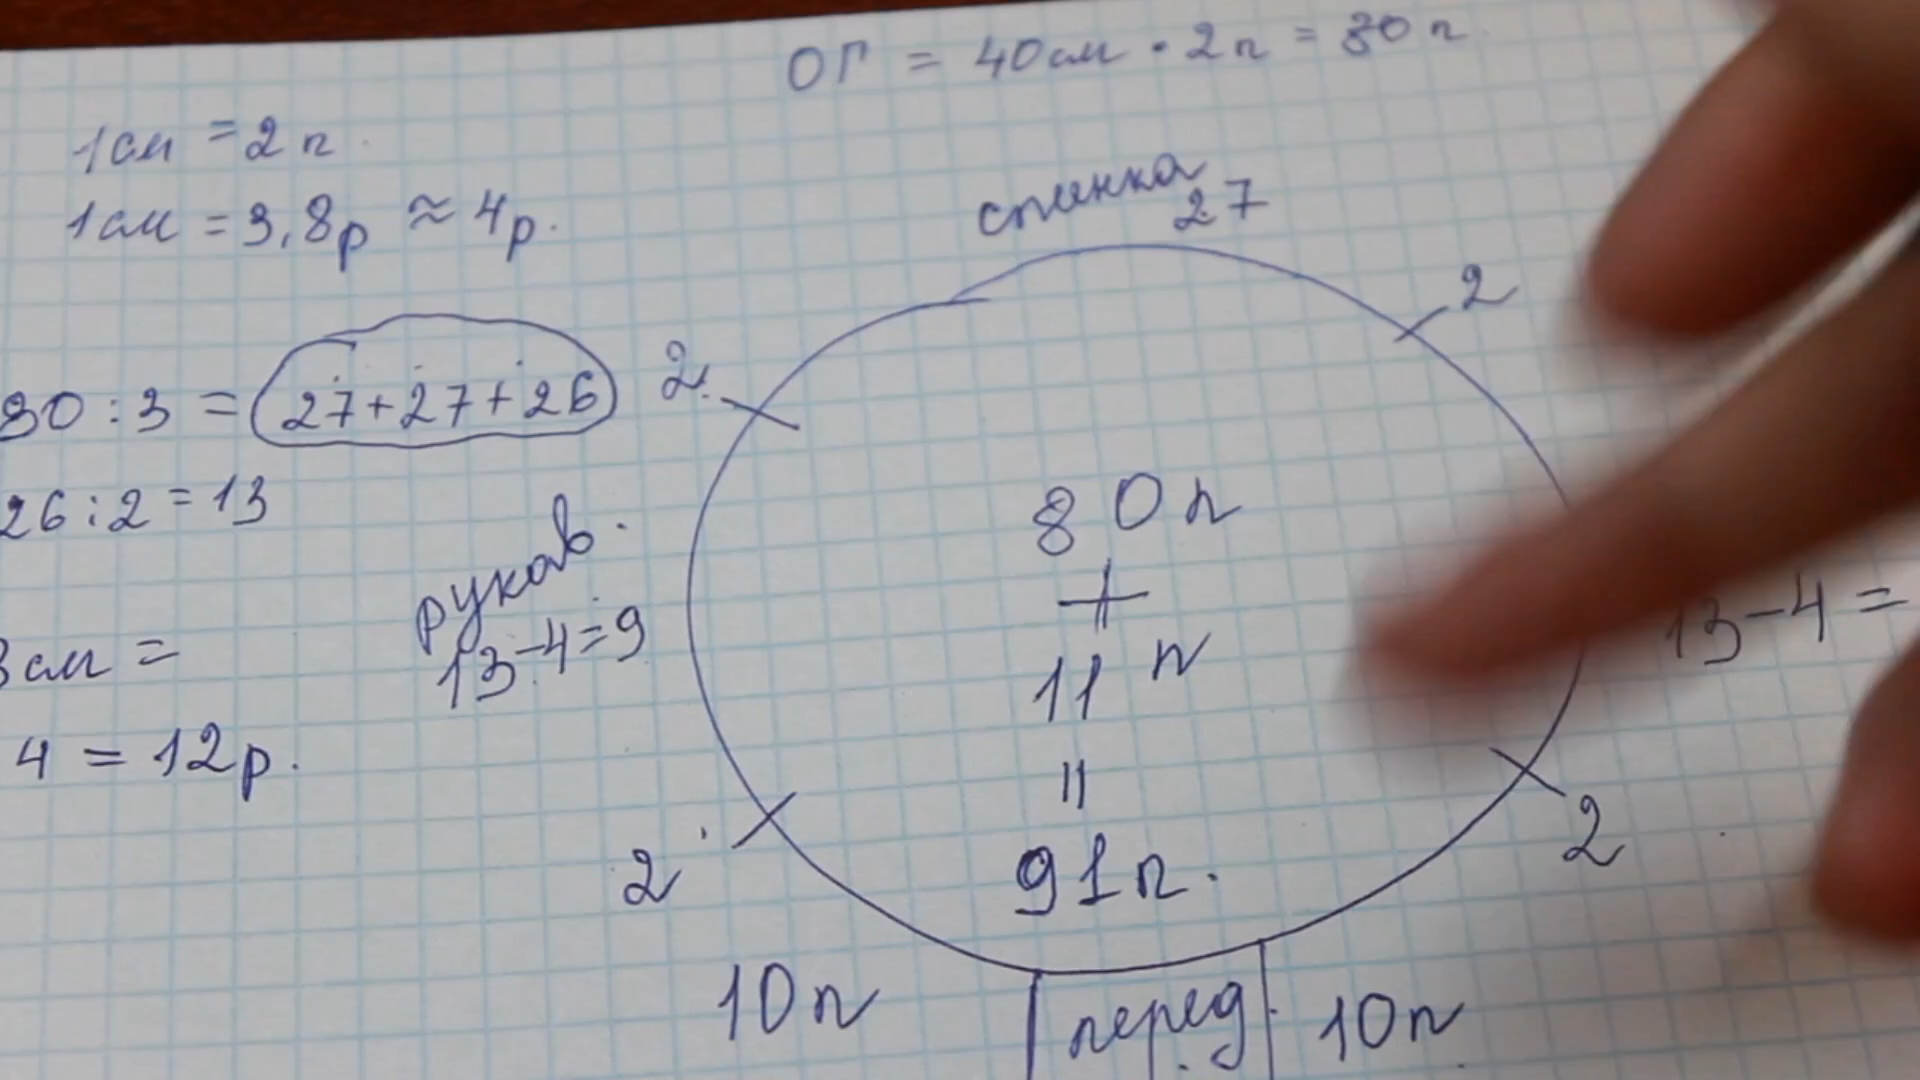 ОГ = 40см · 2п = 80п
1см = 2п.
1см = 3,8р ≈ 4р.
спинка
27
2
80 : 3 = 27+27+26
2
26 : 2 = 13
рукав.
13-4=9
80п
+
11 п
=
91п.
13-4=
3см =
4 = 12р.
2
2
10п
перед
10п